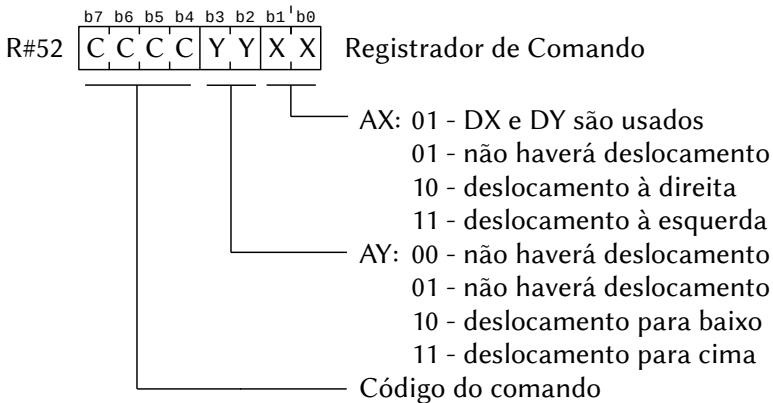 b7 b6 b5 b4 b3 b2 b1 b0
R#52 C C C C Y Y X X Registrador de Comando
AX: 01 - DX e DY são usados
01 - não haverá deslocamento
10 - deslocamento à direita
11 - deslocamento à esquerda
AY: 00 - não haverá deslocamento
01 - não haverá deslocamento
10 - deslocamento para baixo
11 - deslocamento para cima
Código do comando